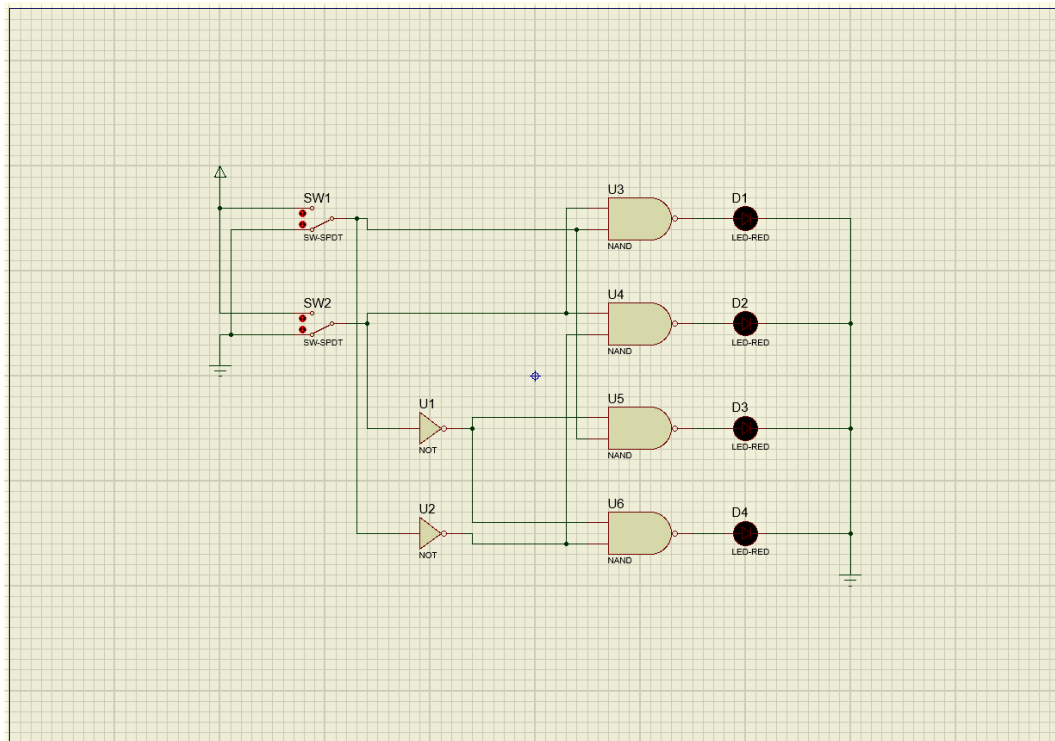 SW1
SW-SPDT
SW2
SW-SPDT
U1
NOT
U2
NOT
U3
NAND
U4
NAND
U5
NAND
U6
NAND
D1
LED-RED
D2
LED-RED
D3
LED-RED
D4
LED-RED